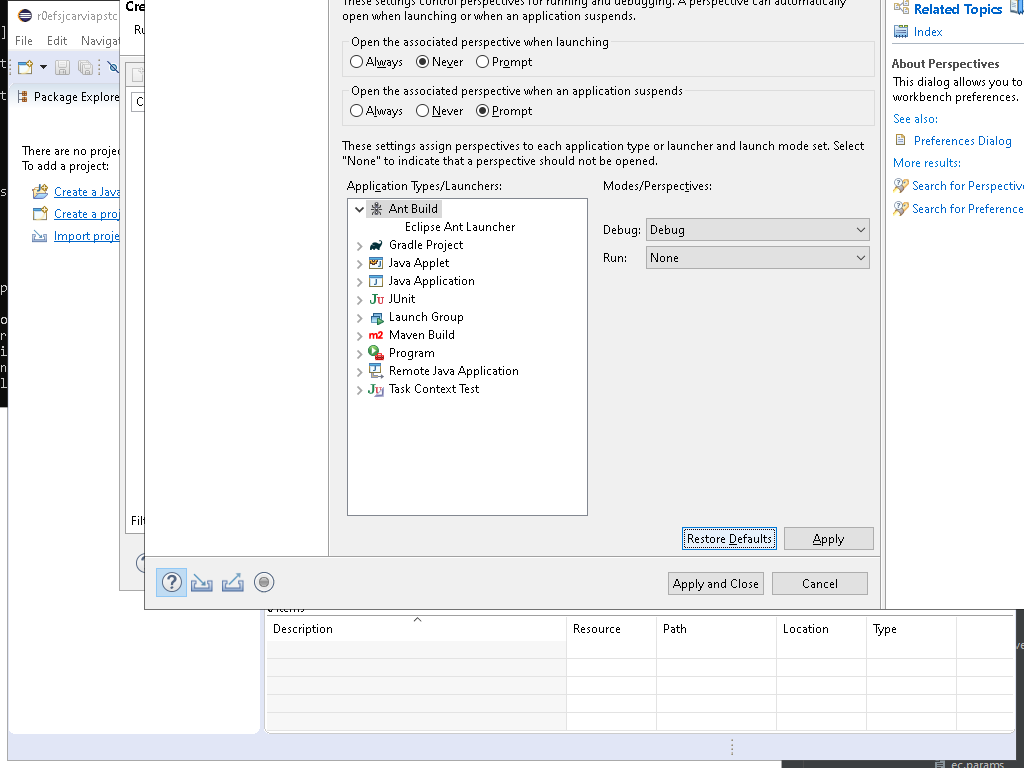 r0efsjcarviapstc
File Edit Naviga
Package Explore
There are no projec
To add a project:
Create a Java
Create a proj
Import proje
Cre
Ru
C
Filt
These settings control perspectives for running and debugging. A perspective can automatically
open when launching or when an application suspends.
Open the associated perspective when launching
Always Never Prompt
Open the associated perspective when an application suspends
Always Never Prompt
These settings assign perspectives to each application type or launcher and launch mode set. Select
"None" to indicate that a perspective should not be opened.
Application Types/Launchers:
Ant Build
Eclipse Ant Launcher
Gradle Project
Java Applet
Java Application
JUnit
Launch Group
Maven Build
Program
Remote Java Application
Task Context Test
Modes/Perspectives:
Debug: Debug
Run: None
Restore Defaults Apply
Apply and Close Cancel
Related Topics
Index
About Perspectives
This dialog allows you to
workbench preferences.
See also:
Preferences Dialog
More results:
Search for Perspective
Search for Preference
0 items
Description Resource Path Location Type
ec.params